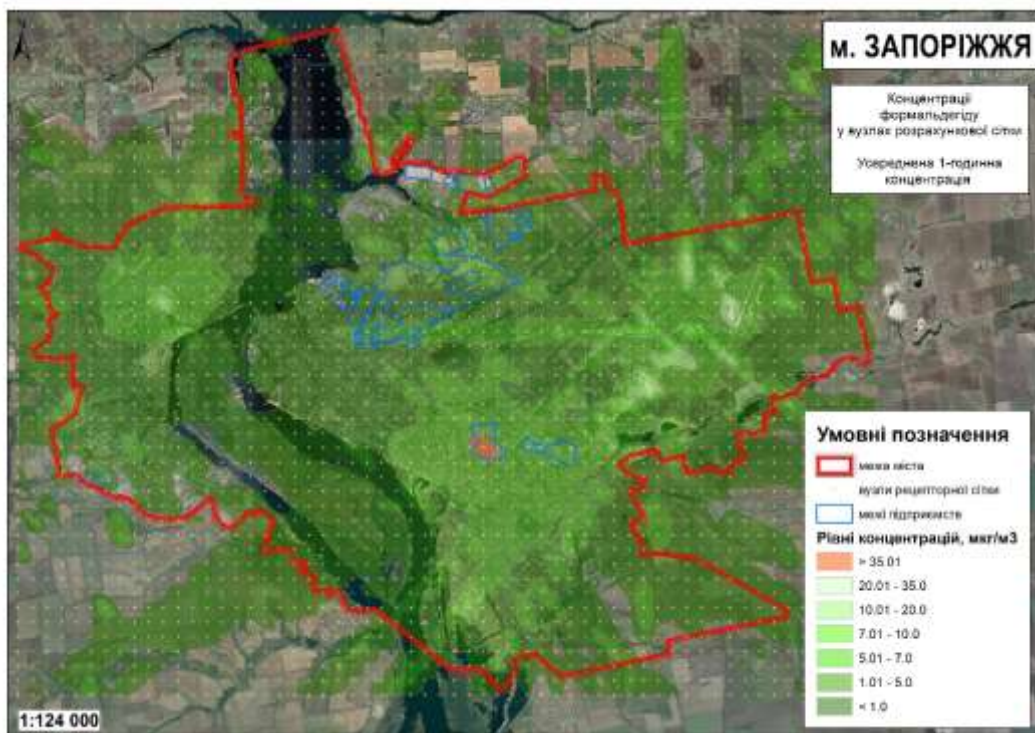 м. ЗАПОРІЖЖЯ
Концентрації
формальдегіду
у вузлах розрахункової сітки
Усереднена 1-годинна
концентрація
Умовні позначення
межа міста
вузли рецепторної сітки
межі підприємств
Рівні концентрацій, мкг/м3
> 35.01
20.01 - 35.0
10.01 - 20.0
7.01 - 10.0
5.01 - 7.0
1.01 - 5.0
< 1.0
1:124 000